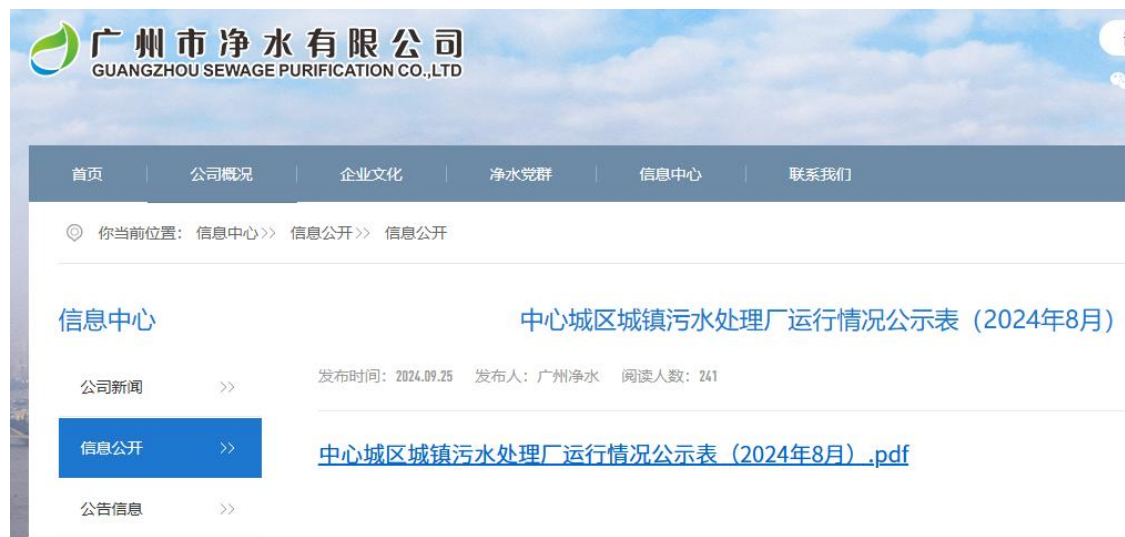 广州市净水有限公司
GUANGZHOU SEWAGE PURIFICATION CO.,LTD
首页 公司概况 企业文化 净水党群 信息中心 联系我们
你当前位置： 信息中心>> 信息公开>> 信息公开
信息中心
中心城区城镇污水处理厂运行情况公示表（2024年8月）
公司新闻 >>
发布时间：2024.09.25 发布人：广州净水 阅读人数：241
信息公开 >>
中心城区城镇污水处理厂运行情况公示表（2024年8月）.pdf
公告信息 >>